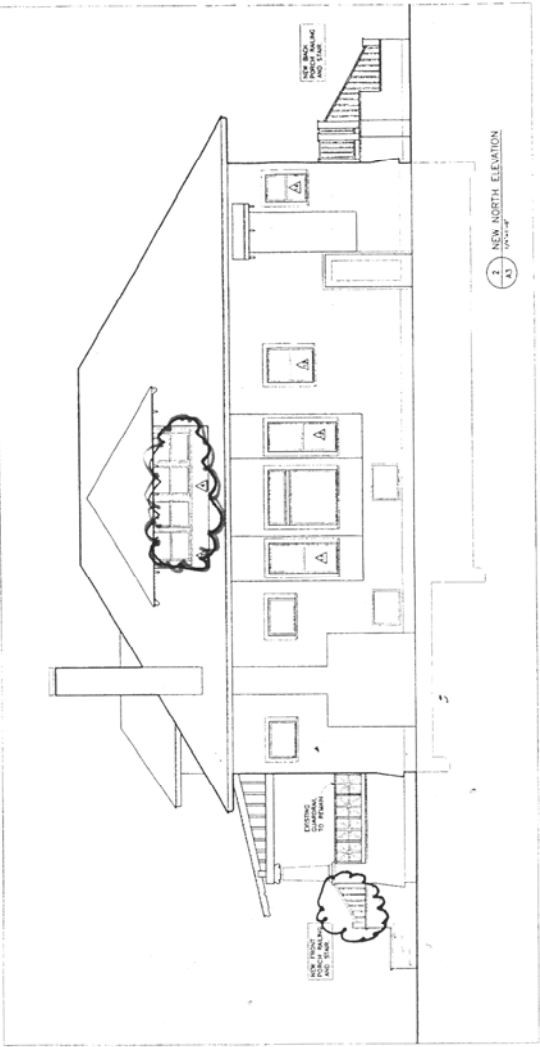 NEW FRONT
PORCH RAILING
AND STAIR
EXISTING
GUARDRAIL
TO REMAIN
NEW BACK
PORCH RAILING
AND STAIR
2
A3
NEW NORTH ELEVATION